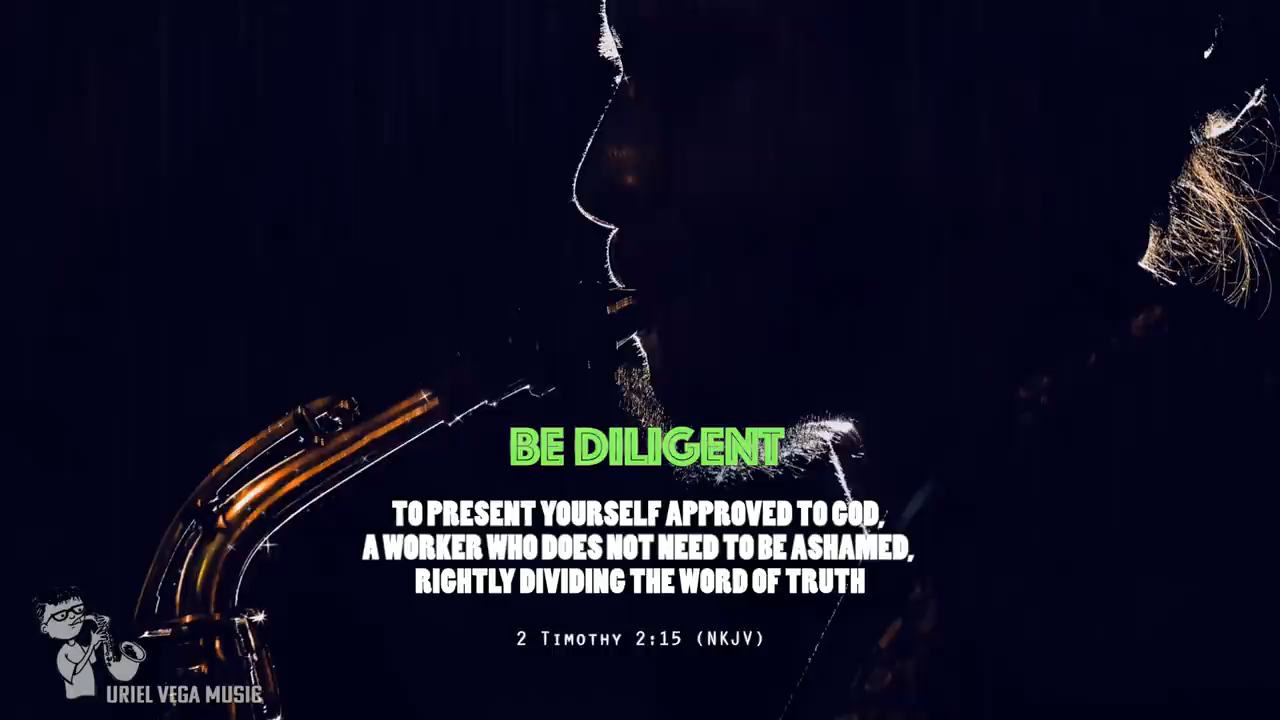 BE DILIGENT
TO PRESENT YOURSELF APPROVED TO GOD,
A WORKER WHO DOES NOT NEED TO BE ASHAMED,
RIGHTLY DIVIDING THE WORD OF TRUTH
2 TIMOTHY 2:15 (NKJV)
URIEL VEGA MUSIC